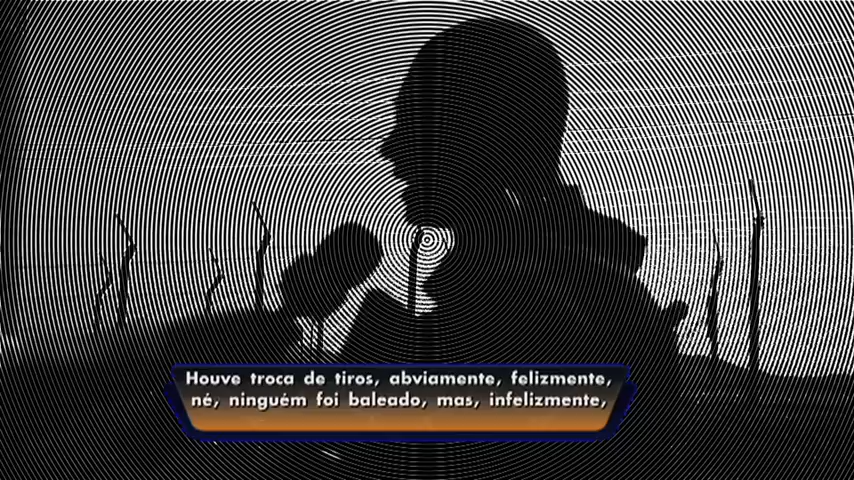 Houve troca de tiros, abviamente, felizmente,
né, ninguém foi baleado, mas, infelizmente,